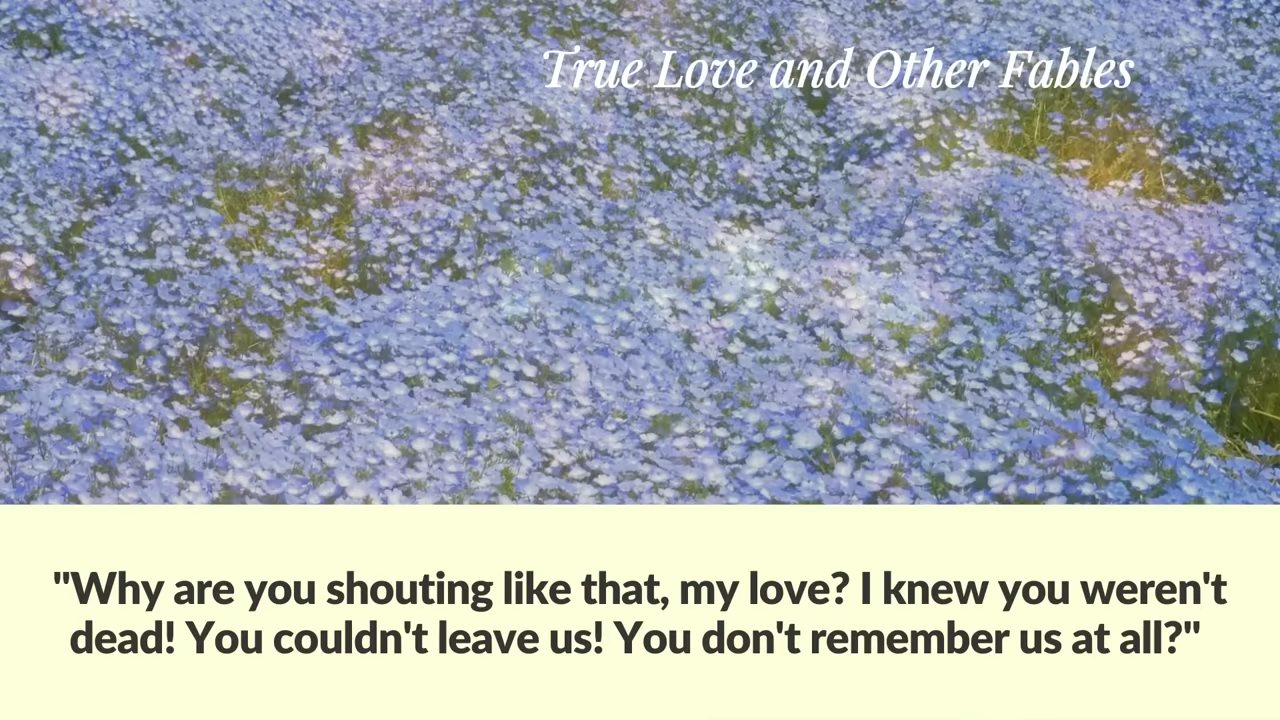 True Love and Other Fables
"Why are you shouting like that, my love? I knew you weren't
dead! You couldn't leave us! You don't remember us at all?"